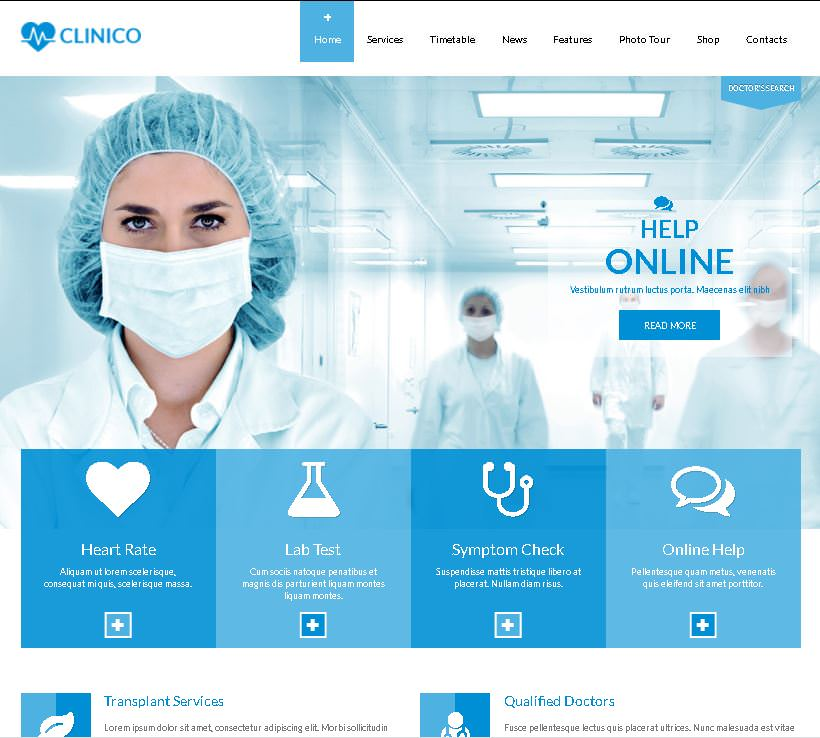 CLINICO
Home Services Timetable News Features Photo Tour Shop Contacts
DOCTOR'S SEARCH
HELP
ONLINE
Vestibulum rutrum luctus porta. Maecenas elit nibh
READ MORE
Heart Rate
Aliquam ut lorem scelerisque,
consequat mi quis, scelerisque massa.
Lab Test
Cum sociis natoque penatibus et
magnis dis parturient liquam montes
liquam montes.
Symptom Check
Suspendisse mattis tristique libero at
placerat. Nullam diam risus.
Online Help
Pellentesque quam metus, venenatis
quis eleifend sit amet porttitor.
Transplant Services
Lorem ipsum dolor sit amet, consectetur adipiscing elit. Morbi sollicitudin
Qualified Doctors
Fusce pellentesque lectus quis placerat ultrices. Nunc malesuada est vitae